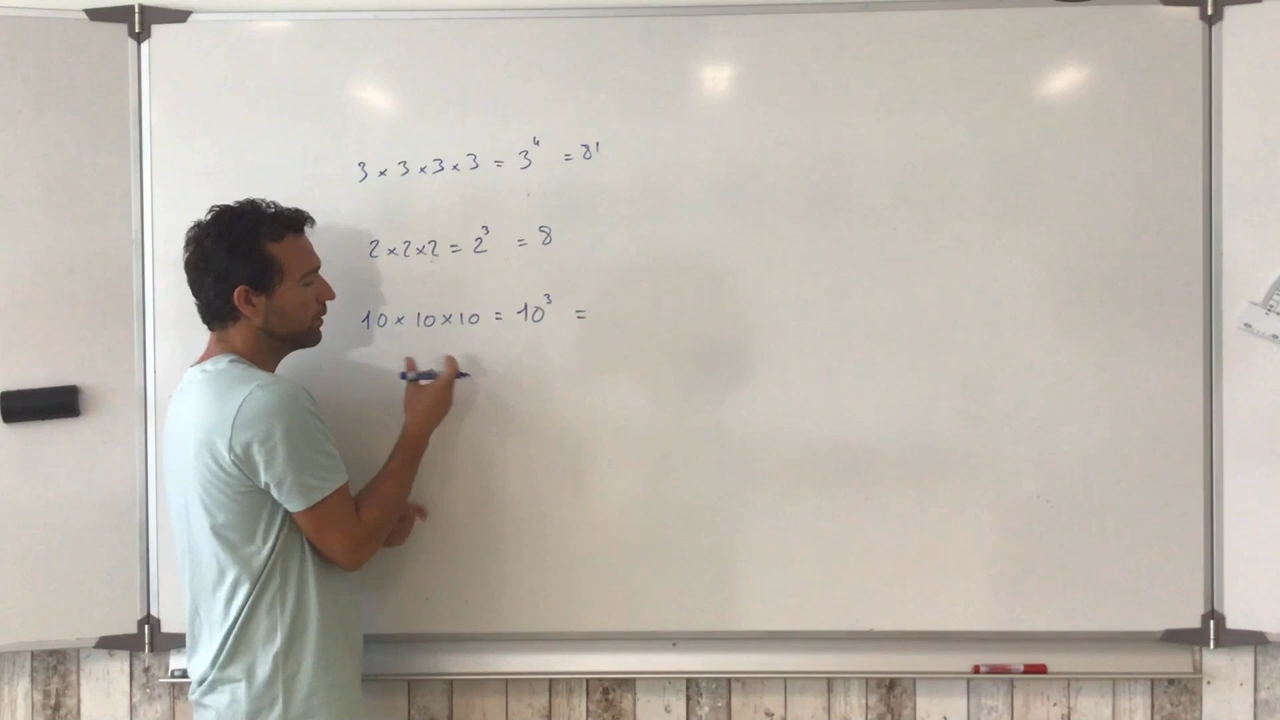 3 × 3 × 3 × 3 = 3⁴ = 81
2 × 2 × 2 = 2³ = 8
10 × 10 × 10 = 10³ =